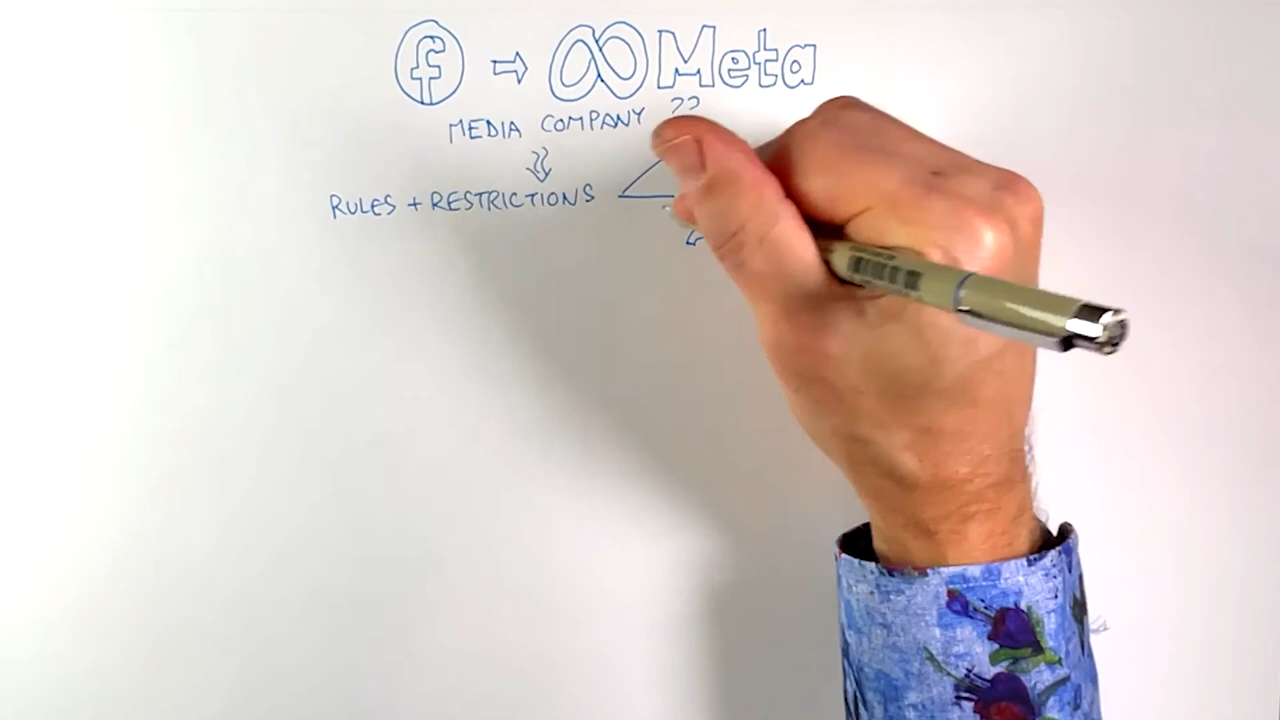 f ⇨ Meta
MEDIA COMPANY ??
RULES + RESTRICTIONS